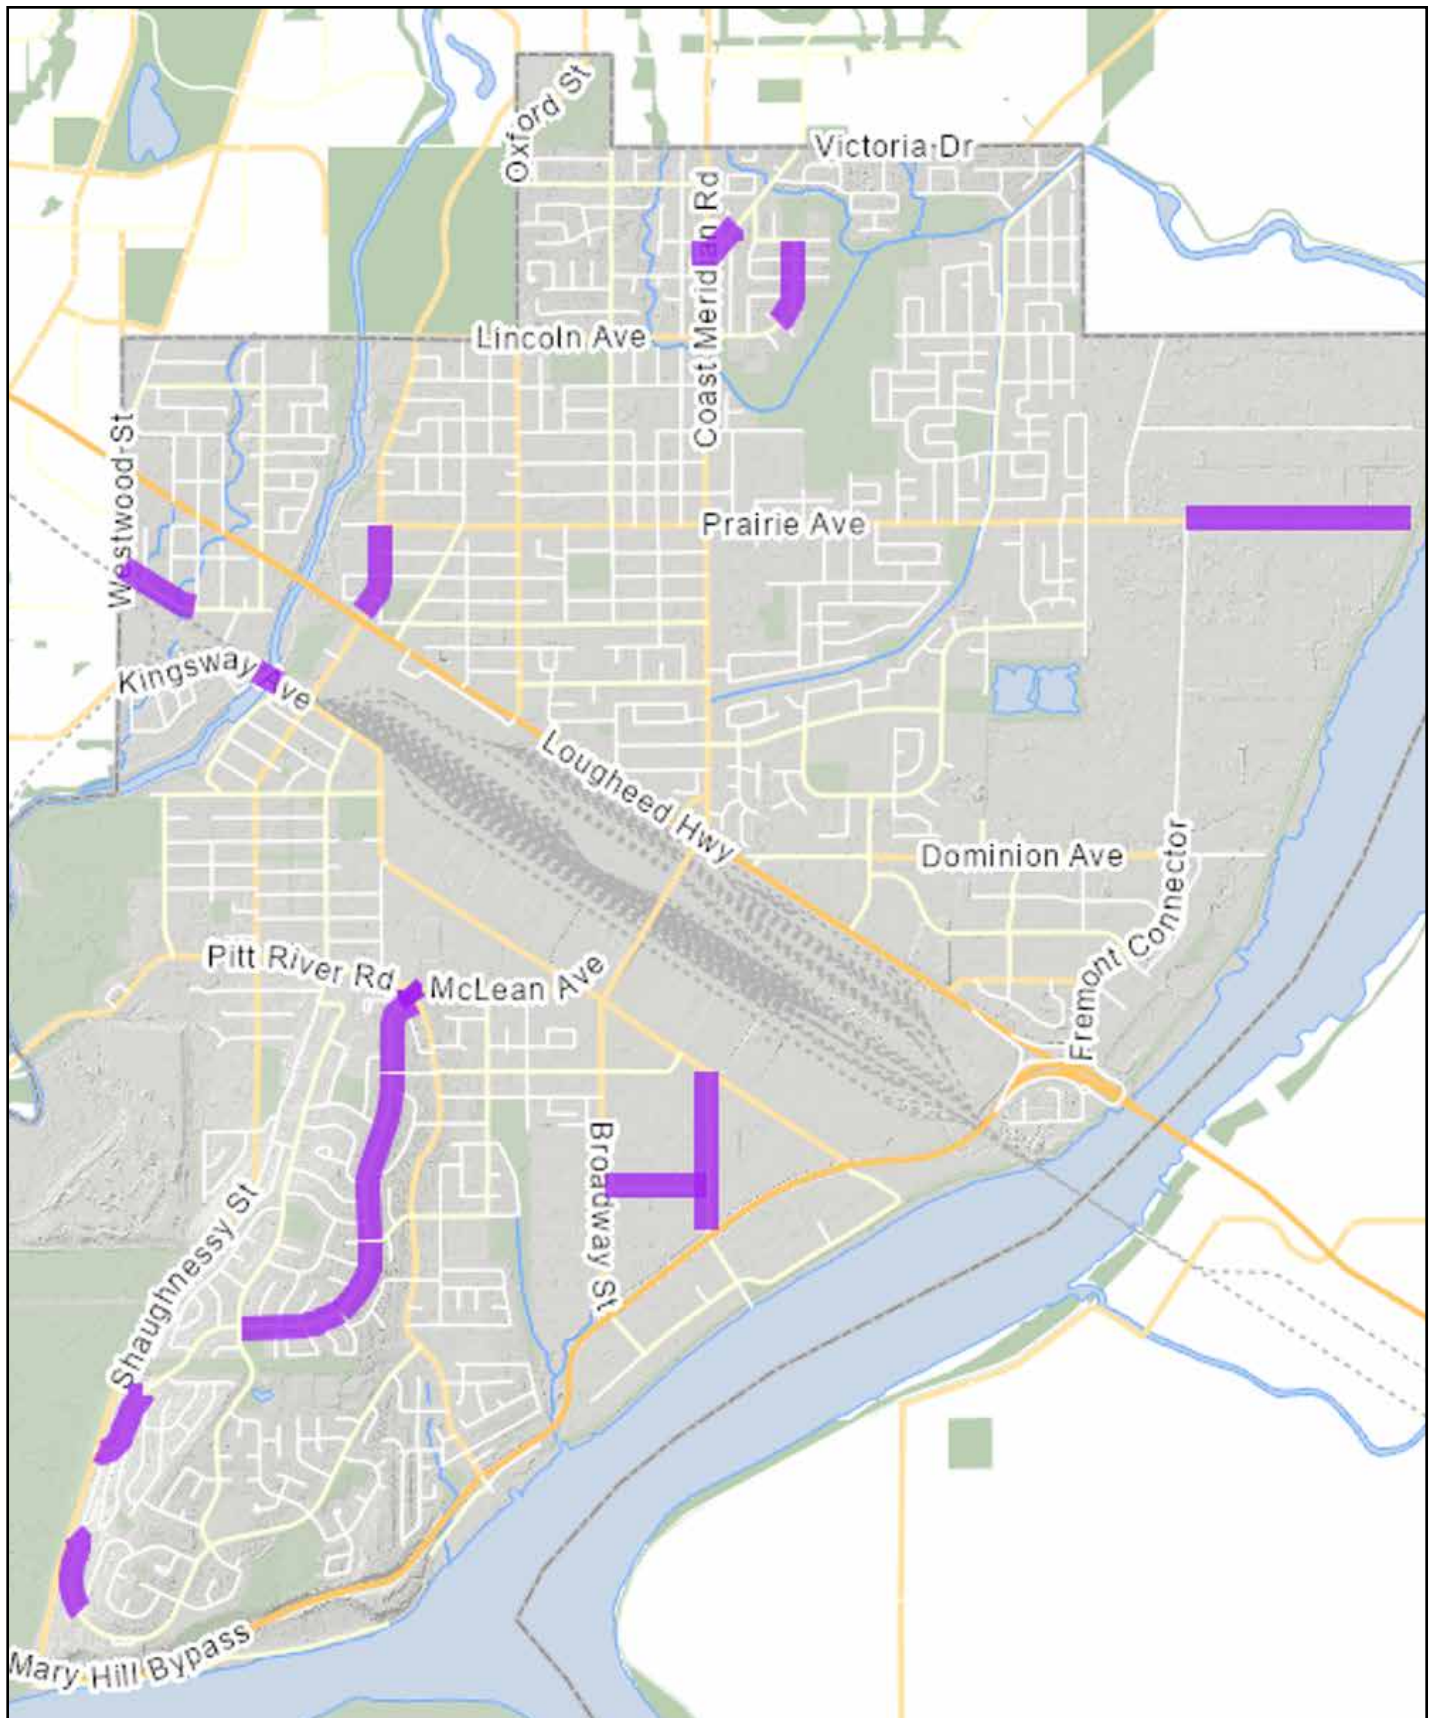 Oxford St
Victoria Dr
Coast Meridian Rd
Lincoln Ave
Westwood St
Prairie Ave
Kingsway Ave
Lougheed Hwy
Dominion Ave
Fremont Connector
Pitt River Rd
McLean Ave
Broadway St
Shaughnessy St
Mary Hill Bypass